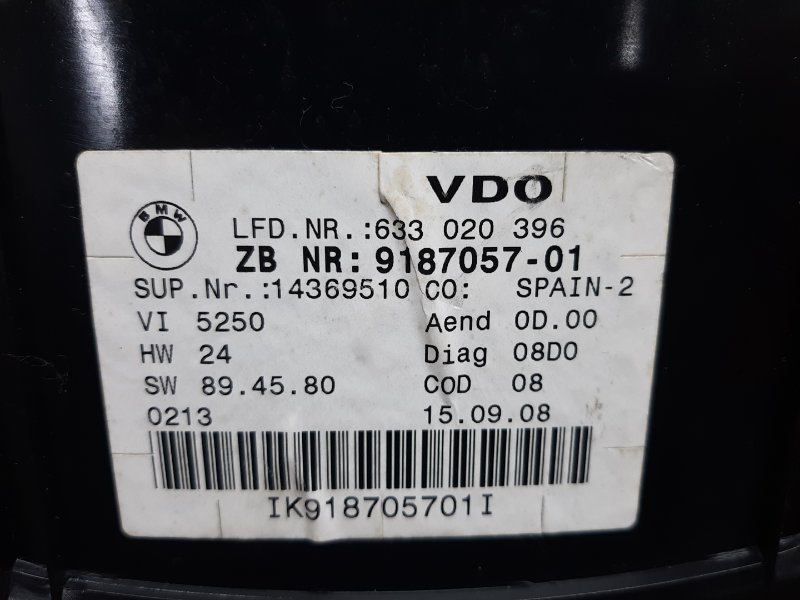 VDO
BMW
LFD.NR.:633 020 396
ZB NR: 9187057-01
SUP.Nr.:14369510 CO: SPAIN-2
VI 5250 Aend 0D.00
HW 24 Diag 08D0
SW 89.45.80 COD 08
0213 15.09.08
IK918705701I